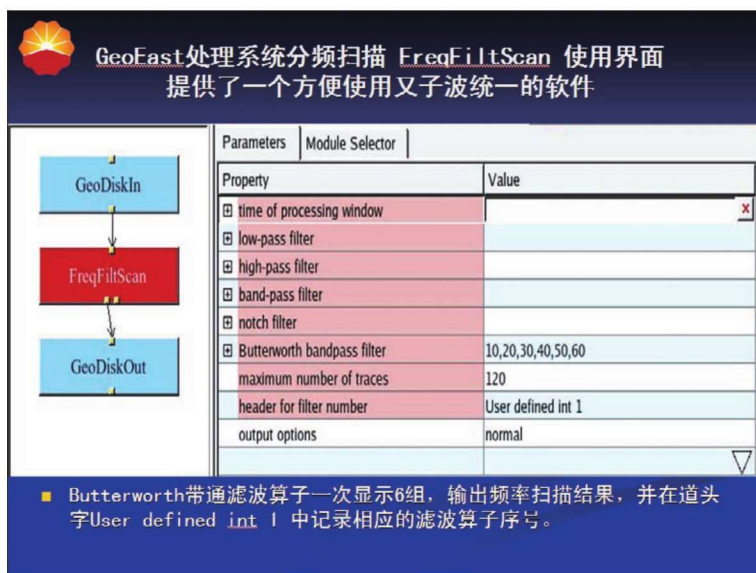 GeoEast处理系统分频扫描 FreqFiltScan 使用界面
提供了一个方便使用又子波统一的软件
GeoDiskIn
FreqFiltScan
GeoDiskOut
Parameters Module Selector
Property Value
time of processing window
low-pass filter
high-pass filter
band-pass filter
notch filter
Butterworth bandpass filter 10,20,30,40,50,60
maximum number of traces 120
header for filter number User defined int 1
output options normal
Butterworth带通滤波算子一次显示6组，输出频率扫描结果，并在道头
字User defined int 1 中记录相应的滤波算子序号。